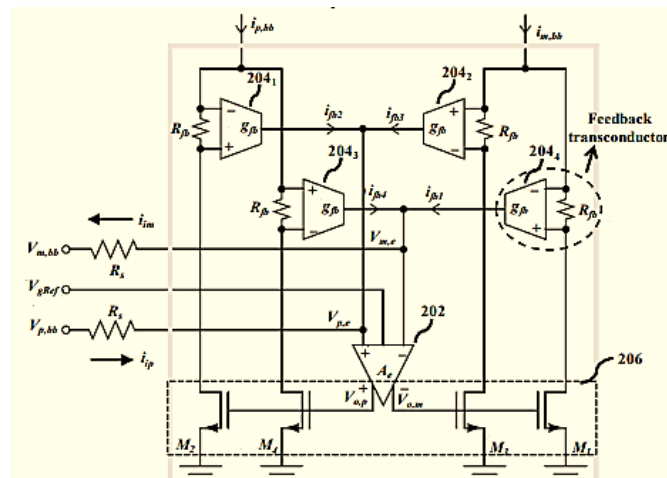 i_p,bb
i_m,bb
204_1
204_2
R_fb
−
+
g_fb
i_fb2
i_fb3
g_fb
+
−
R_fb
Feedback
transconductor
204_3
204_4
R_fb
+
−
g_fb
i_fb4
i_fb1
g_fb
−
+
R_fb
i_im
V_m,bb
R_s
V_m,e
V_gRef
V_p,bb
R_s
V_p,e
202
i_ip
+
−
A_e
206
+
−
V_o,p
V_o,m
M_2
M_4
M_3
M_1